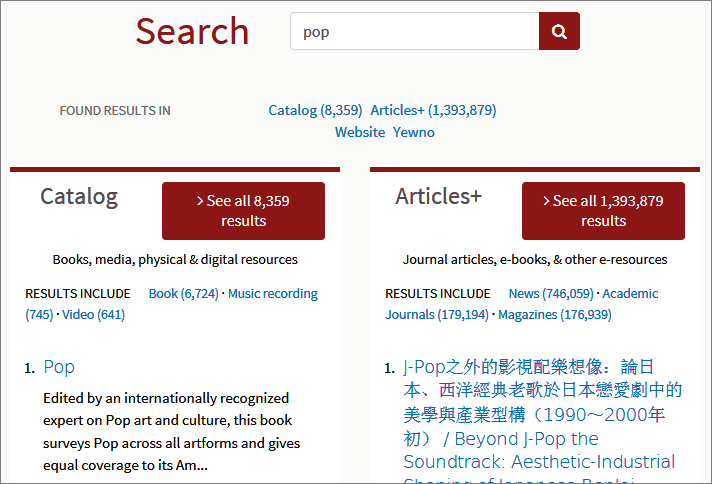 Search
pop
FOUND RESULTS IN
Catalog (8,359) Articles+ (1,393,879)
Website Yewno
Catalog
> See all 8,359
results
Books, media, physical & digital resources
RESULTS INCLUDE Book (6,724) · Music recording
(745) · Video (641)
1. Pop
Edited by an internationally recognized
expert on Pop art and culture, this book
surveys Pop across all artforms and gives
equal coverage to its Am...
Articles+
> See all 1,393,879
results
Journal articles, e-books, & other e-resources
RESULTS INCLUDE News (746,059) · Academic
Journals (179,194) · Magazines (176,939)
1. J-Pop之外的影視配樂想像：論日
本、西洋經典老歌於日本戀愛劇中的
美學與產業型構（1990～2000年
初） / Beyond J-Pop the
Soundtrack: Aesthetic-Industrial
Shaping of Japanese Ren'ai